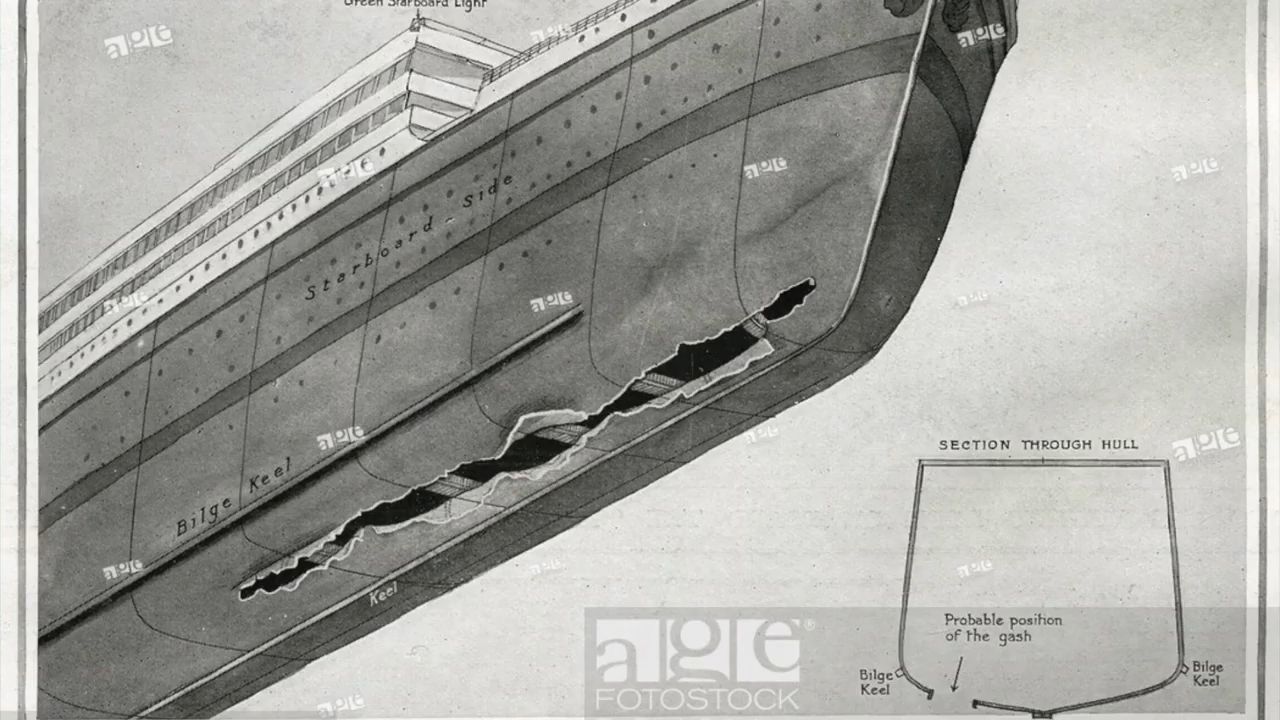 Green Starboard Light
Starboard - Side
Bilge Keel
Keel
SECTION THROUGH HULL
Probable position
of the gash
Bilge
Keel
Bilge
Keel
age
FOTOSTOCK